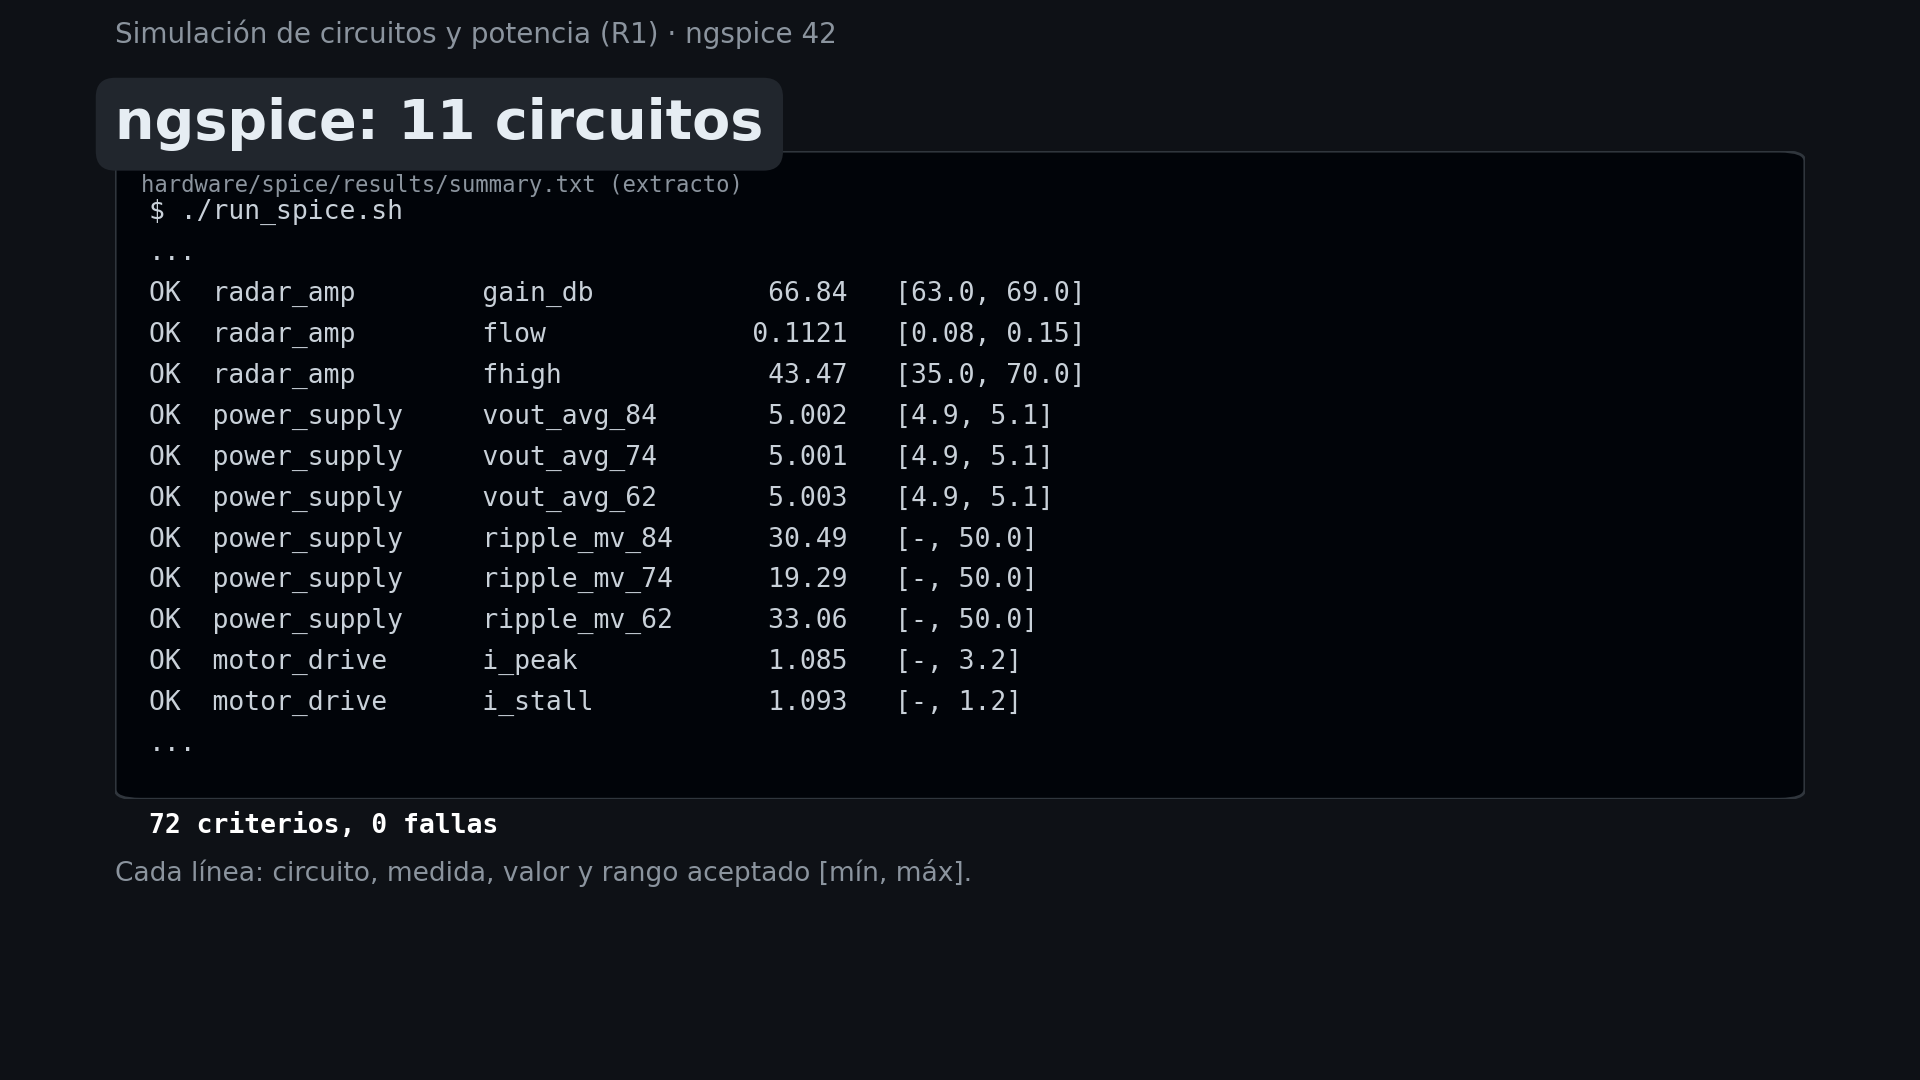 Simulación de circuitos y potencia (R1) · ngspice 42
ngspice: 11 circuitos
hardware/spice/results/summary.txt (extracto)
$ ./run_spice.sh
...
OK  radar_amp        gain_db           66.84   [63.0, 69.0]
OK  radar_amp        flow             0.1121   [0.08, 0.15]
OK  radar_amp        fhigh             43.47   [35.0, 70.0]
OK  power_supply     vout_avg_84       5.002   [4.9, 5.1]
OK  power_supply     vout_avg_74       5.001   [4.9, 5.1]
OK  power_supply     vout_avg_62       5.003   [4.9, 5.1]
OK  power_supply     ripple_mv_84      30.49   [-, 50.0]
OK  power_supply     ripple_mv_74      19.29   [-, 50.0]
OK  power_supply     ripple_mv_62      33.06   [-, 50.0]
OK  motor_drive      i_peak            1.085   [-, 3.2]
OK  motor_drive      i_stall           1.093   [-, 1.2]
...
72 criterios, 0 fallas
Cada línea: circuito, medida, valor y rango aceptado [mín, máx].